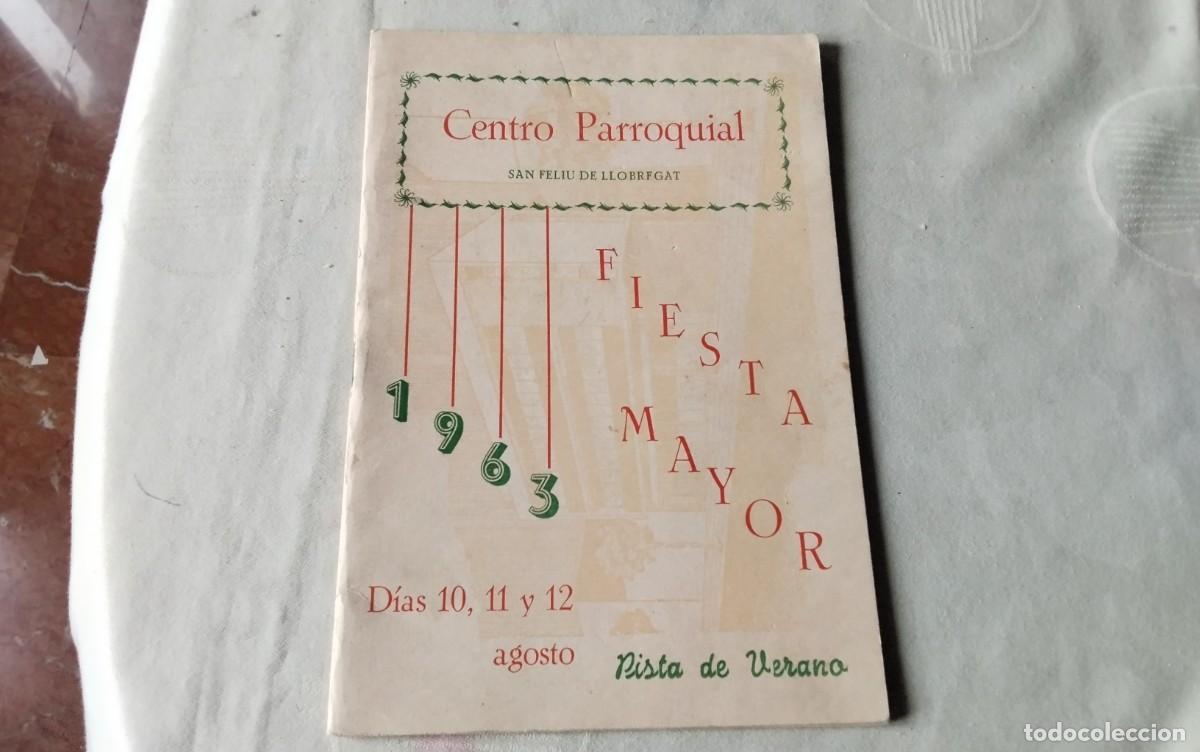 Centro Parroquial
SAN FELIU DE LLOBREGAT
1963
FIESTA
MAYOR
Días 10, 11 y 12
agosto
Pista de Verano
todocoleccion